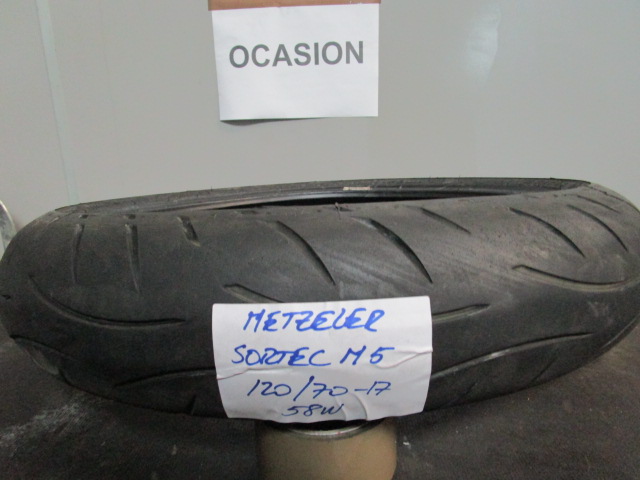 OCASION
METZELER
SORTEC M5
120/70-17
58W